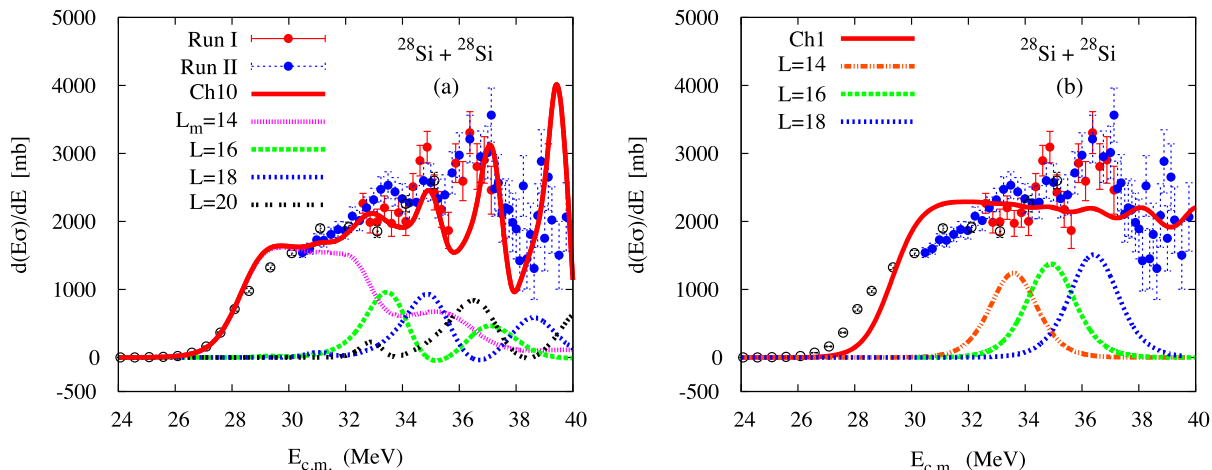 5000
4000
3000
2000
1000
0
-500
d(Eσ)/dE [mb]
Run I
Run II
Ch10
L_m=14
L=16
L=18
L=20
²⁸Si + ²⁸Si
(a)
24 26 28 30 32 34 36 38 40
E_c.m. (MeV)
5000
4000
3000
2000
1000
0
-500
d(Eσ)/dE [mb]
Ch1
L=14
L=16
L=18
²⁸Si + ²⁸Si
(b)
24 26 28 30 32 34 36 38 40
E_c.m. (MeV)